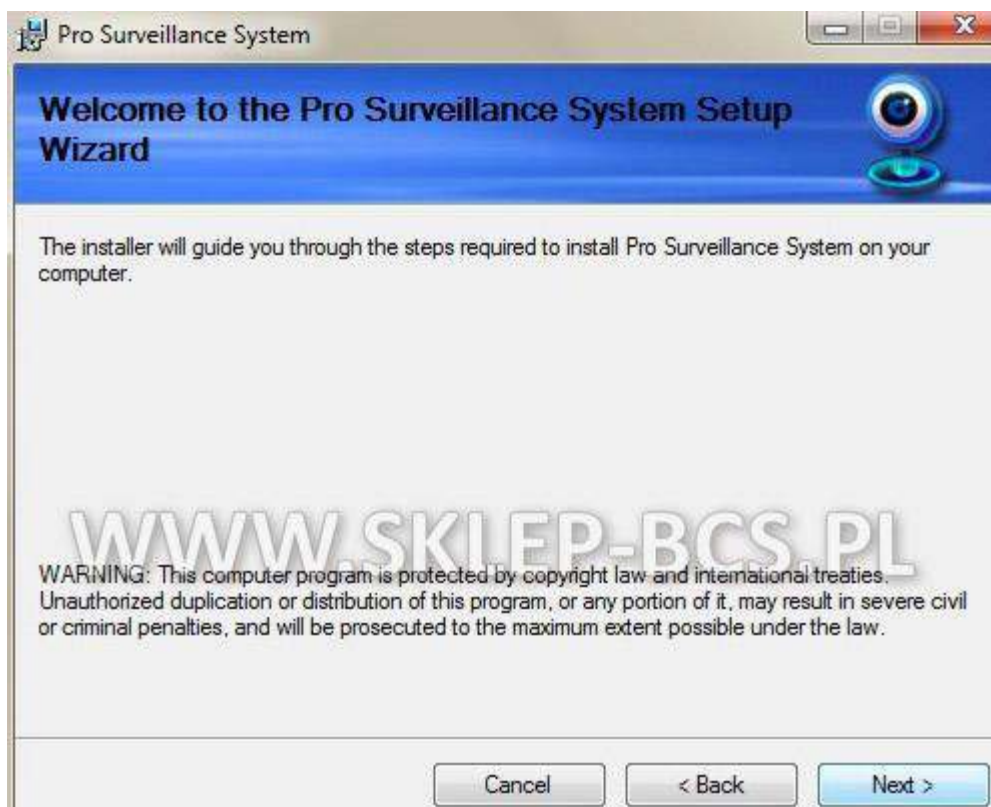 Pro Surveillance System
Welcome to the Pro Surveillance System Setup
Wizard
The installer will guide you through the steps required to install Pro Surveillance System on your
computer.
WWW.SKLEP-BCS.PL
WARNING: This computer program is protected by copyright law and international treaties.
Unauthorized duplication or distribution of this program, or any portion of it, may result in severe civil
or criminal penalties, and will be prosecuted to the maximum extent possible under the law.
Cancel
< Back
Next >